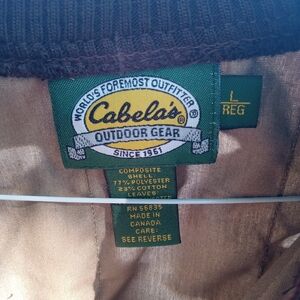 WORLD'S FOREMOST OUTFITTER
Cabela's®
OUTDOOR GEAR
SINCE 1961
L
REG
COMPOSITE
SHELL
77% POLYESTER
23% COTTON
LEAVES
RN 56835
MADE IN
CANADA
CARE:
SEE REVERSE